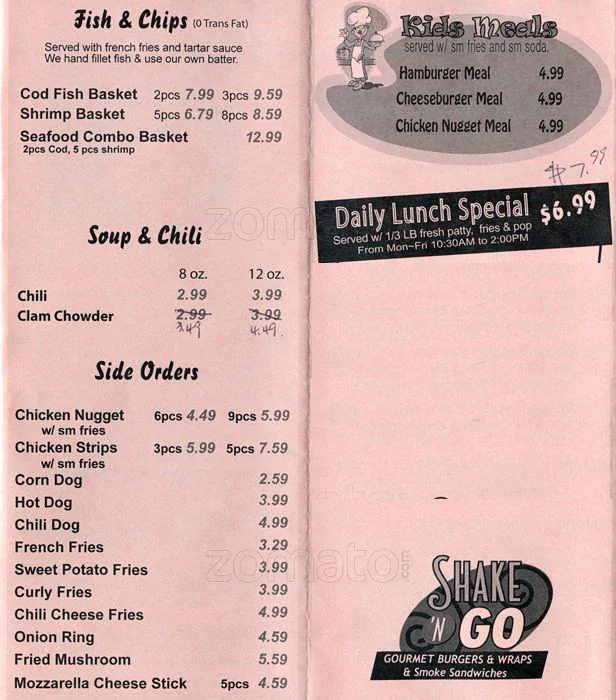 Fish & Chips (0 Trans Fat)
Served with french fries and tartar sauce
We hand fillet fish & use our own batter.
Cod Fish Basket 2pcs 7.99 3pcs 9.59
Shrimp Basket 5pcs 6.79 8pcs 8.59
Seafood Combo Basket 12.99
2pcs Cod, 5 pcs shrimp
Soup & Chili
8 oz. 12 oz.
Chili 2.99 3.99
Clam Chowder 2.99 3.99
3.49 4.49.
Side Orders
Chicken Nugget 6pcs 4.49 9pcs 5.99
w/ sm fries
Chicken Strips 3pcs 5.99 5pcs 7.59
w/ sm fries
Corn Dog 2.59
Hot Dog 3.99
Chili Dog 4.99
French Fries 3.29
Sweet Potato Fries 3.99
Curly Fries 3.99
Chili Cheese Fries 4.99
Onion Ring 4.59
Fried Mushroom 5.59
Mozzarella Cheese Stick 5pcs 4.59
Kids Meals
served w/ sm fries and sm soda.
Hamburger Meal 4.99
Cheeseburger Meal 4.99
Chicken Nugget Meal 4.99
$7.99
Daily Lunch Special $6.99
Served w/ 1/3 LB fresh patty, fries & pop
From Mon~Fri 10:30AM to 2:00PM
SHAKE
'N GO
GOURMET BURGERS & WRAPS
& Smoke Sandwiches
zomato
zomato.com